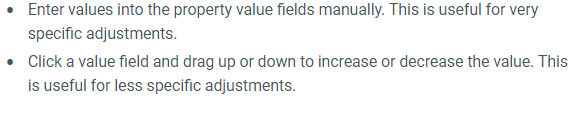 • Enter values into the property value fields manually. This is useful for very
specific adjustments.
• Click a value field and drag up or down to increase or decrease the value. This
is useful for less specific adjustments.